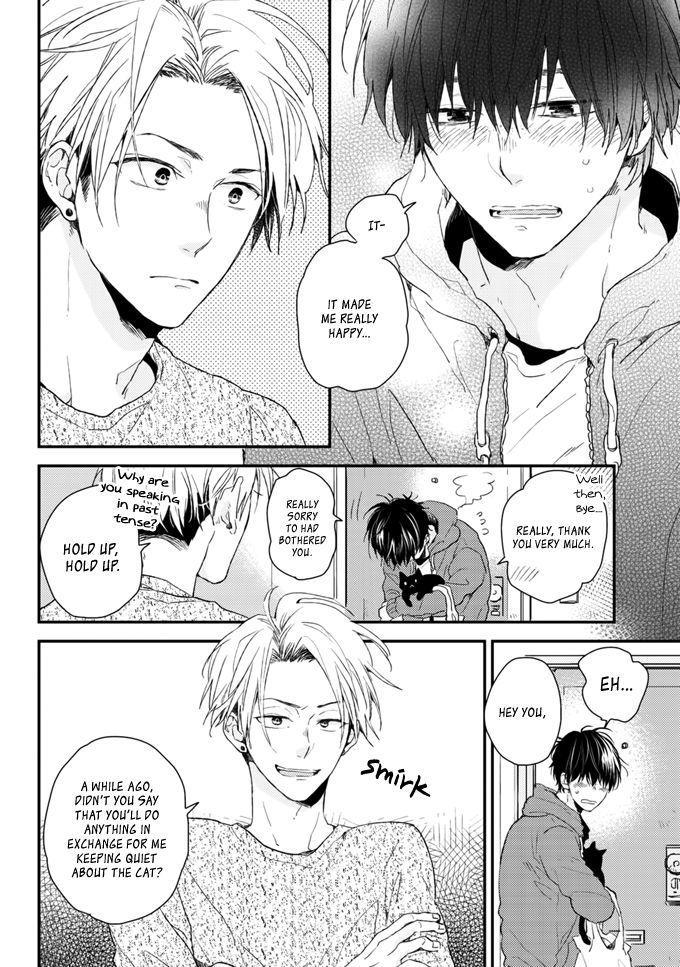 IT-
IT MADE
ME REALLY
HAPPY...
Well
then,
Bye...
REALLY, THANK
YOU VERY MUCH.
REALLY
SORRY
TO HAD
BOTHERED
YOU.
Why are
you speaking
in past
tense?
HOLD UP,
HOLD UP.
EH...
HEY YOU,
smirk
A WHILE AGO,
DIDN'T YOU SAY
THAT YOU'LL DO
ANYTHING IN
EXCHANGE FOR ME
KEEPING QUIET
ABOUT THE CAT?